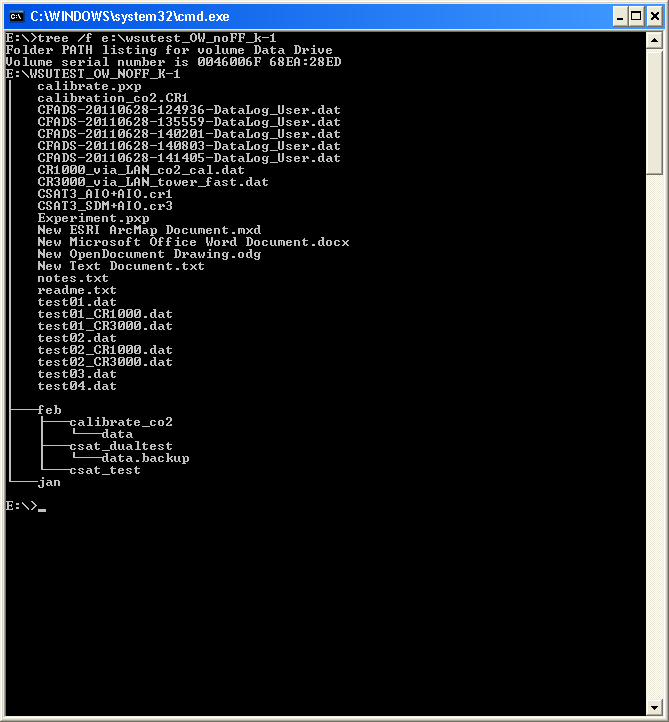 C:\WINDOWS\system32\cmd.exe
E:\>tree /f e:\wsutest_OW_noFF_k-1
Folder PATH listing for volume Data Drive
Volume serial number is 0046006F 68EA:28ED
E:\WSUTEST_OW_NOFF_K-1
│   calibrate.pxp
│   calibration_co2.CR1
│   CFADS-20110628-124936-DataLog_User.dat
│   CFADS-20110628-135559-DataLog_User.dat
│   CFADS-20110628-140201-DataLog_User.dat
│   CFADS-20110628-140803-DataLog_User.dat
│   CFADS-20110628-141405-DataLog_User.dat
│   CR1000_via_LAN_co2_cal.dat
│   CR3000_via_LAN_tower_fast.dat
│   CSAT3_AIO+AIO.cr1
│   CSAT3_SDM+AIO.cr3
│   Experiment.pxp
│   New ESRI ArcMap Document.mxd
│   New Microsoft Office Word Document.docx
│   New OpenDocument Drawing.odg
│   New Text Document.txt
│   notes.txt
│   readme.txt
│   test01.dat
│   test01_CR1000.dat
│   test01_CR3000.dat
│   test02.dat
│   test02_CR1000.dat
│   test02_CR3000.dat
│   test03.dat
│   test04.dat
│
├───feb
│   ├───calibrate_co2
│   │   └───data
│   ├───csat_dualtest
│   │   └───data.backup
│   └───csat_test
└───jan
E:\>_